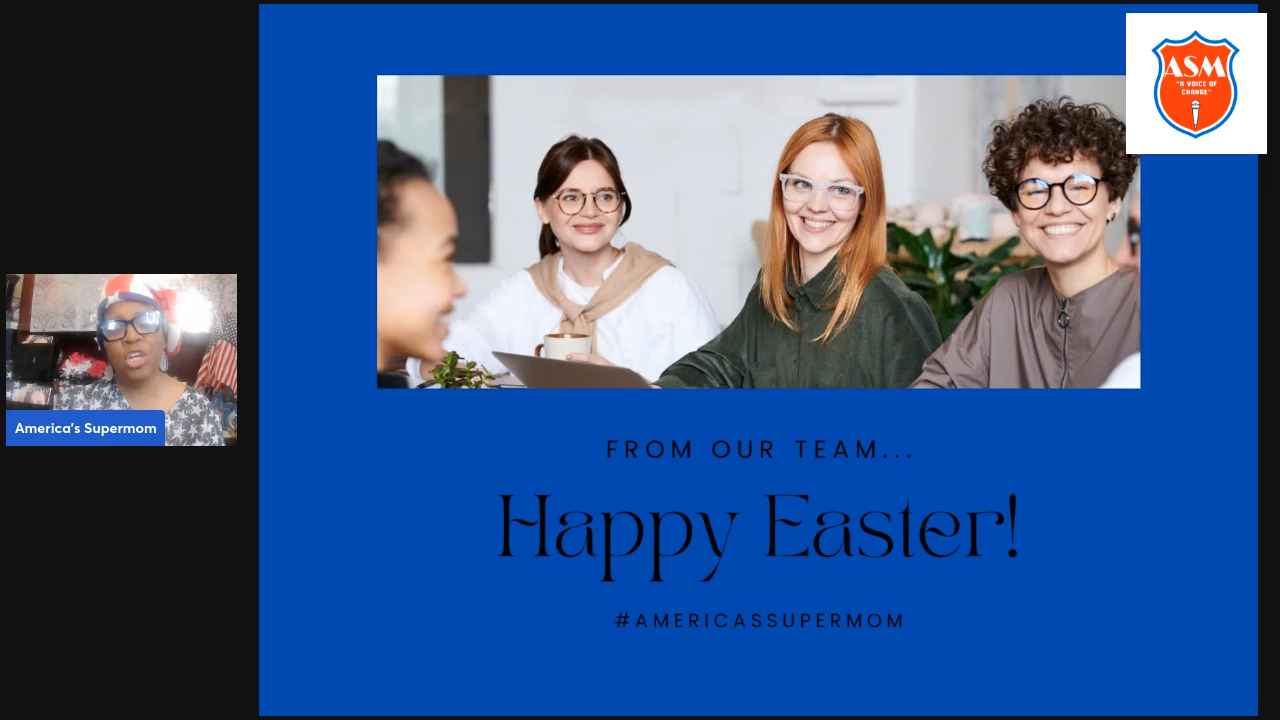 ASM
"A VOICE OF
CHANGE"
America's Supermom
FROM OUR TEAM...
Happy Easter!
#AMERICASSUPERMOM